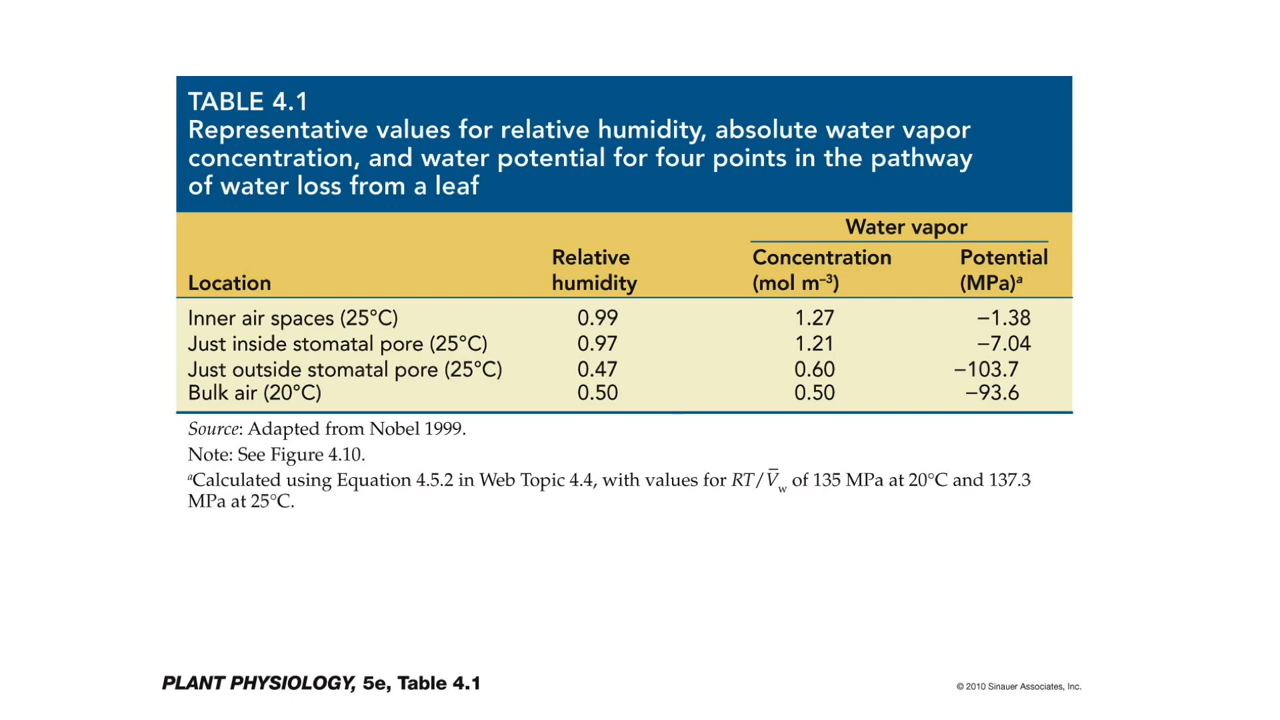 TABLE 4.1
Representative values for relative humidity, absolute water vapor
concentration, and water potential for four points in the pathway
of water loss from a leaf
Water vapor
Relative Concentration Potential
Location humidity (mol m⁻³) (MPa)ᵃ
Inner air spaces (25°C) 0.99 1.27 −1.38
Just inside stomatal pore (25°C) 0.97 1.21 −7.04
Just outside stomatal pore (25°C) 0.47 0.60 −103.7
Bulk air (20°C) 0.50 0.50 −93.6
Source: Adapted from Nobel 1999.
Note: See Figure 4.10.
ᵃCalculated using Equation 4.5.2 in Web Topic 4.4, with values for RT/V̅w of 135 MPa at 20°C and 137.3
MPa at 25°C.
PLANT PHYSIOLOGY, 5e, Table 4.1
© 2010 Sinauer Associates, Inc.